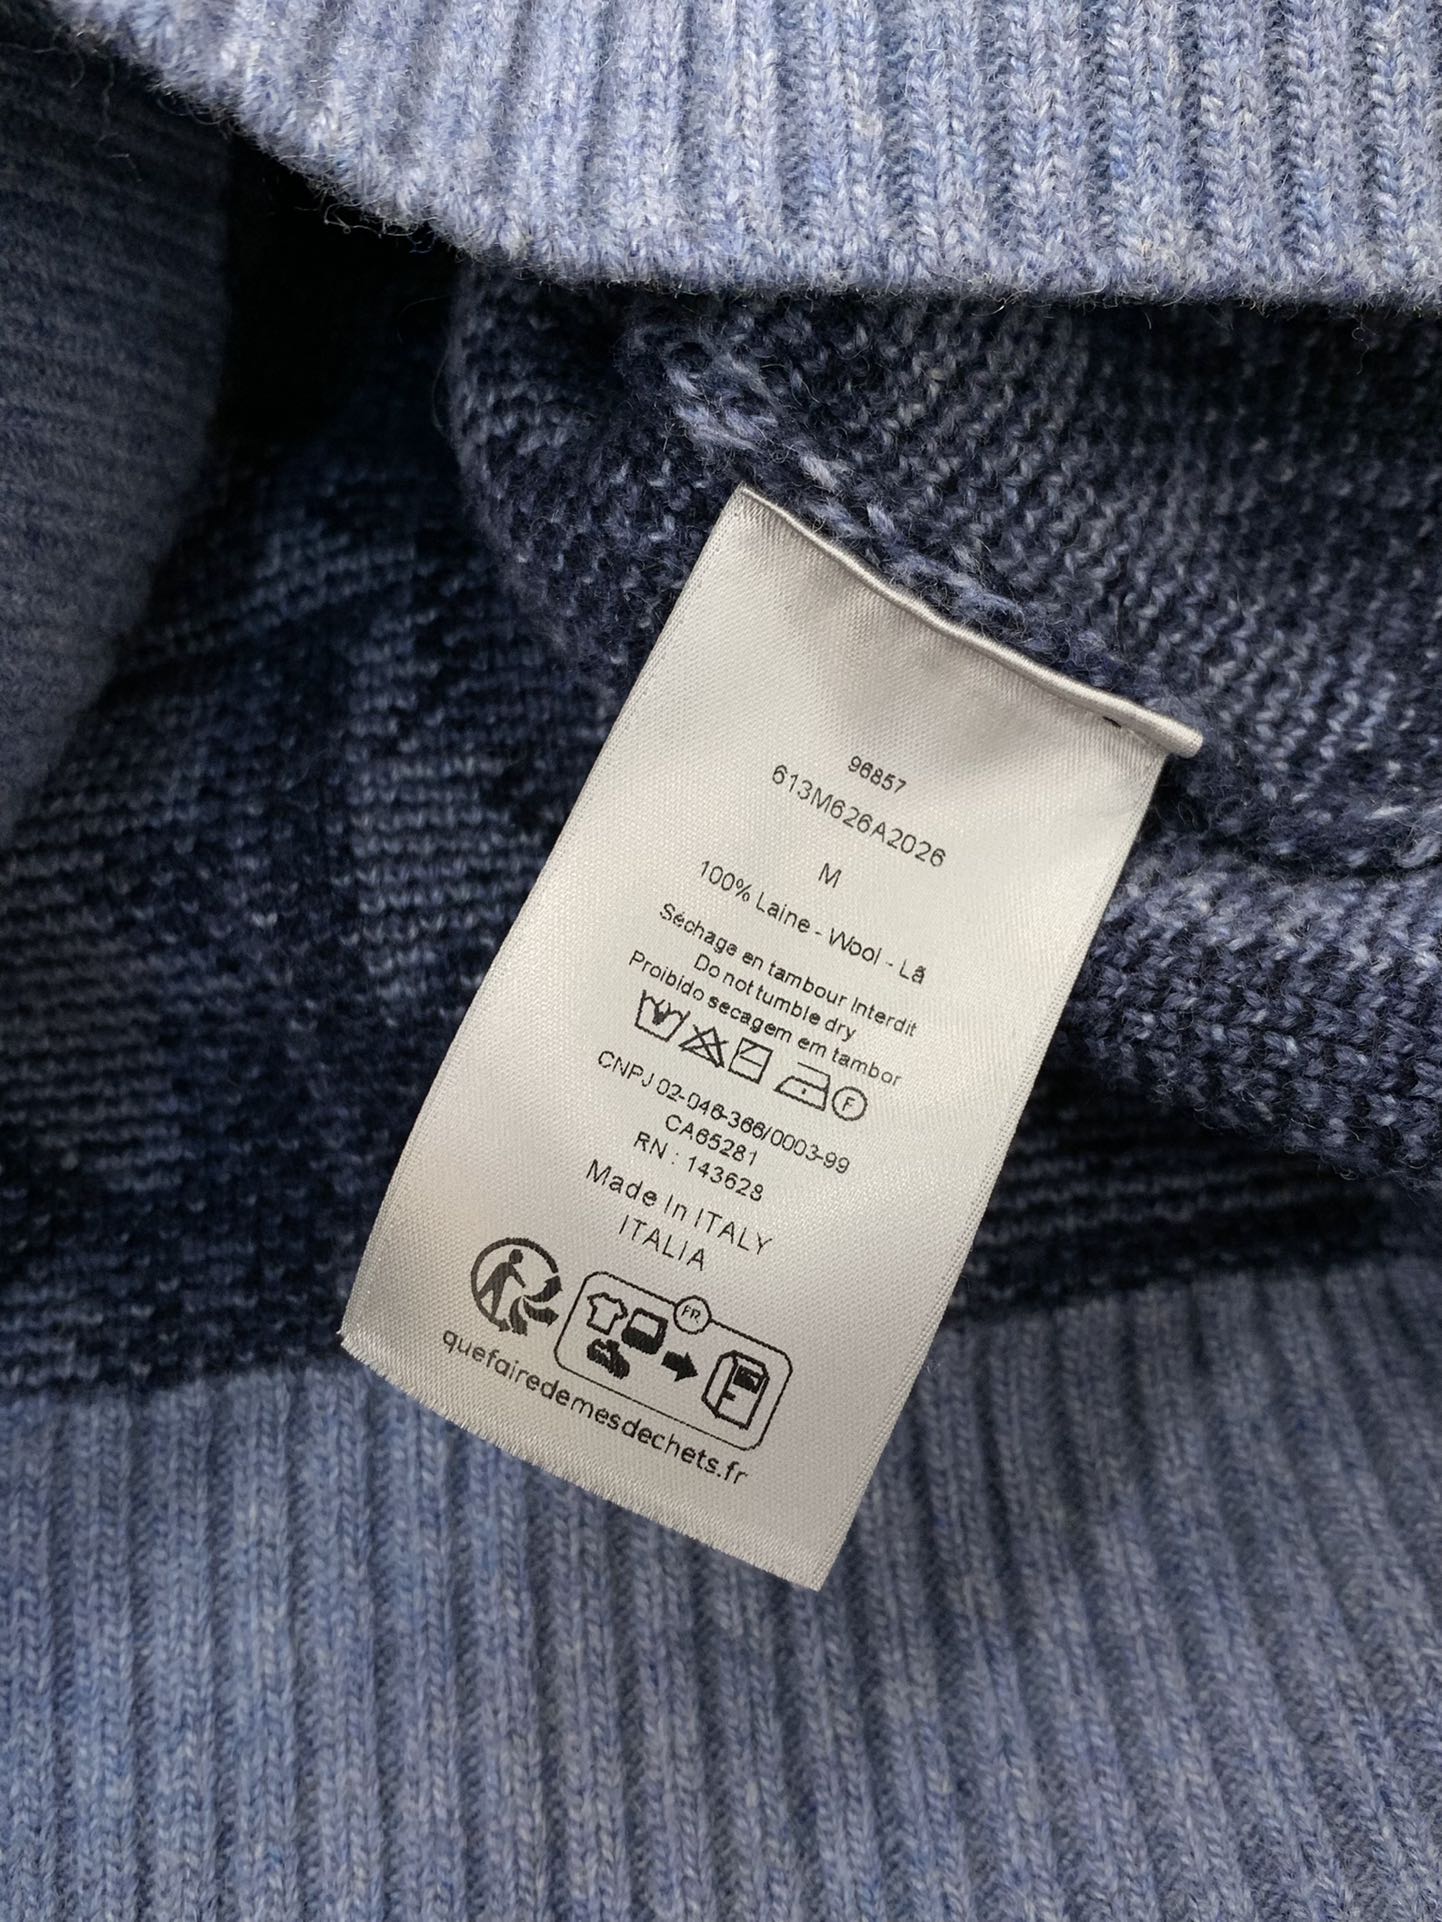 96857
613M626A2026
M
100% Laine - Wool - Lã
Séchage en tambour Interdit
Do not tumble dry
Proibido secagem em tambor
F
CNPJ 02-046-366/0003-99
CA65281
RN : 143628
Made In ITALY
ITALIA
FR
quefairedemesdechets.fr